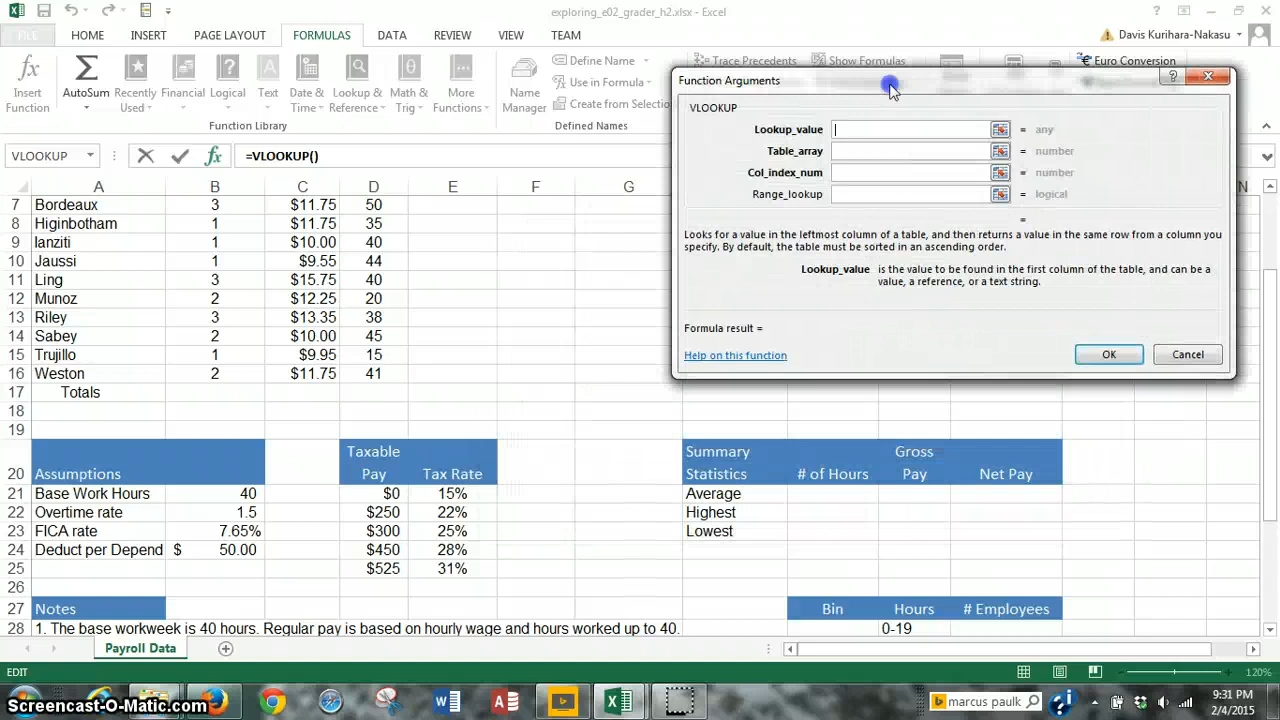 exploring_e02_grader_h2.xlsx - Excel
FILE HOME INSERT PAGE LAYOUT FORMULAS DATA REVIEW VIEW TEAM Davis Kurihara-Nakasu
Insert Function
AutoSum
Recently Used
Financial
Logical
Text
Date & Time
Lookup & Reference
Math & Trig
More Functions
Function Library
Name Manager
Define Name
Use in Formula
Create from Selectio
Defined Names
Trace Precedents
Show Formulas
Euro Conversion
VLOOKUP =VLOOKUP()
A B C D E F G N
7 Bordeaux 3 $11.75 50
8 Higinbotham 1 $11.75 35
9 Ianziti 1 $10.00 40
10 Jaussi 1 $9.55 44
11 Ling 3 $15.75 40
12 Munoz 2 $12.25 20
13 Riley 3 $13.35 38
14 Sabey 2 $10.00 45
15 Trujillo 1 $9.95 15
16 Weston 2 $11.75 41
17 Totals
18
19
20 Assumptions Taxable Pay Tax Rate Summary Statistics # of Hours Gross Pay Net Pay
21 Base Work Hours 40 $0 15% Average
22 Overtime rate 1.5 $250 22% Highest
23 FICA rate 7.65% $300 25% Lowest
24 Deduct per Depend $ 50.00 $450 28%
25 $525 31%
26
27 Notes Bin Hours # Employees
28 1. The base workweek is 40 hours. Regular pay is based on hourly wage and hours worked up to 40. 0-19
Function Arguments
VLOOKUP
Lookup_value = any
Table_array = number
Col_index_num = number
Range_lookup = logical
=
Looks for a value in the leftmost column of a table, and then returns a value in the same row from a column you
specify. By default, the table must be sorted in an ascending order.
Lookup_value is the value to be found in the first column of the table, and can be a
value, a reference, or a text string.
Formula result =
Help on this function
OK Cancel
Payroll Data
EDIT 120%
Screencast-O-Matic.com
marcus paulk
9:31 PM
2/4/2015